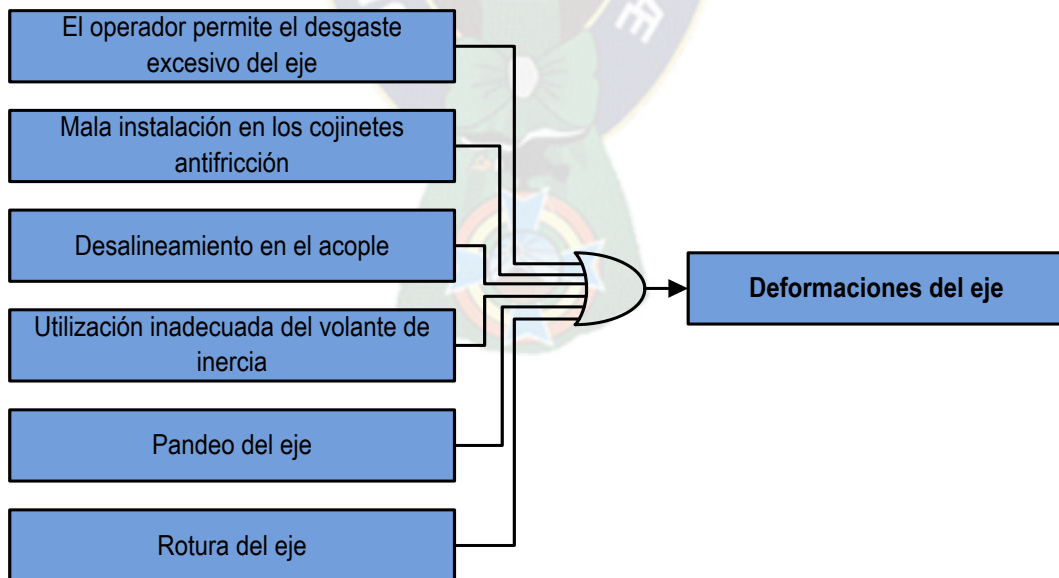 El operador permite el desgaste
excesivo del eje
Mala instalación en los cojinetes
antifricción
Desalineamiento en el acople
Utilización inadecuada del volante de
inercia
Pandeo del eje
Rotura del eje
Deformaciones del eje